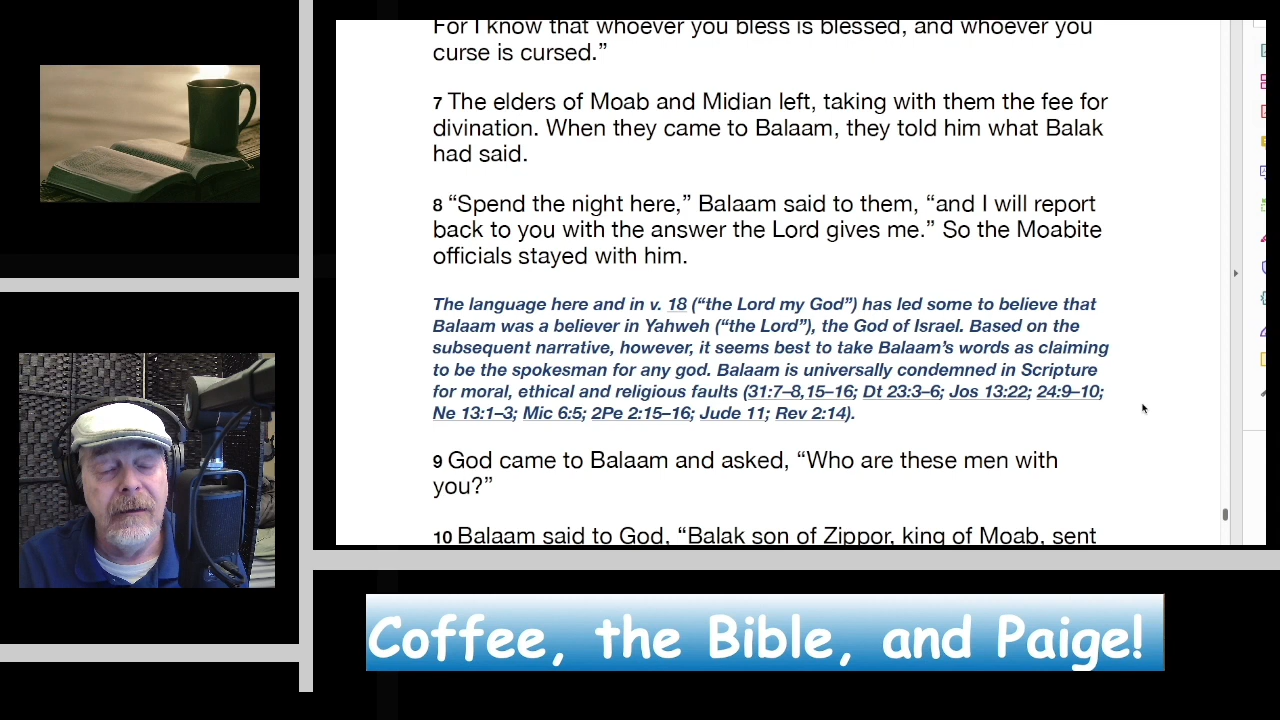 For I know that whoever you bless is blessed, and whoever you
curse is cursed.”
7 The elders of Moab and Midian left, taking with them the fee for
divination. When they came to Balaam, they told him what Balak
had said.
8 “Spend the night here,” Balaam said to them, “and I will report
back to you with the answer the Lord gives me.” So the Moabite
officials stayed with him.
The language here and in v. 18 (“the Lord my God”) has led some to believe that
Balaam was a believer in Yahweh (“the Lord”), the God of Israel. Based on the
subsequent narrative, however, it seems best to take Balaam’s words as claiming
to be the spokesman for any god. Balaam is universally condemned in Scripture
for moral, ethical and religious faults (31:7–8,15–16; Dt 23:3–6; Jos 13:22; 24:9–10;
Ne 13:1–3; Mic 6:5; 2Pe 2:15–16; Jude 11; Rev 2:14).
9 God came to Balaam and asked, “Who are these men with
you?”
10 Balaam said to God, “Balak son of Zippor, king of Moab, sent
Coffee, the Bible, and Paige!